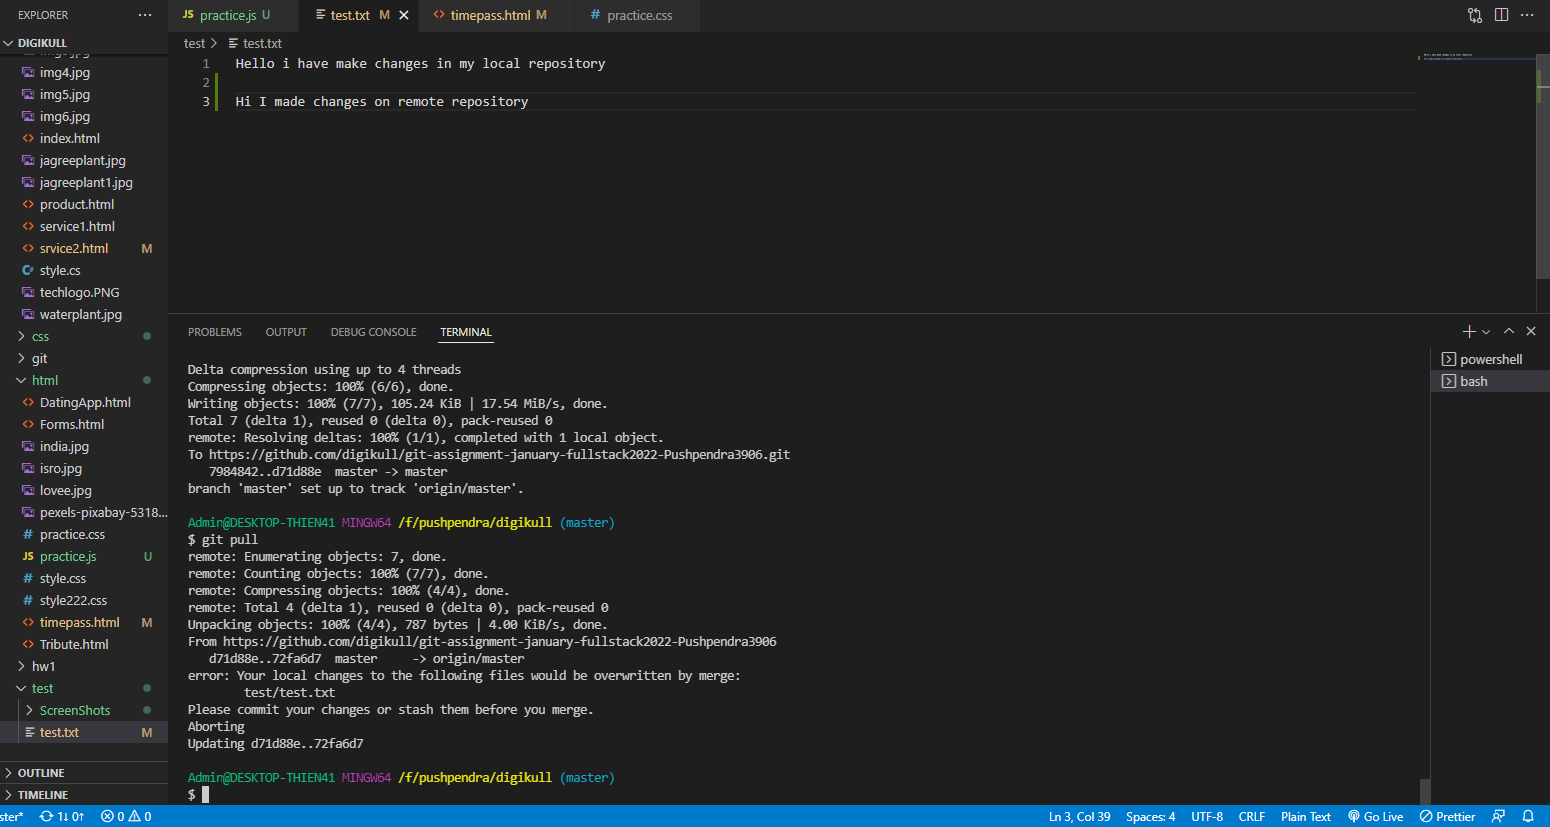 EXPLORER
DIGIKULL
img4.jpg
img5.jpg
img6.jpg
index.html
jagreeplant.jpg
jagreeplant1.jpg
product.html
service1.html
srvice2.html M
style.cs
techlogo.PNG
waterplant.jpg
css
git
html
DatingApp.html
Forms.html
india.jpg
isro.jpg
lovee.jpg
pexels-pixabay-5318...
practice.css
practice.js U
style.css
style222.css
timepass.html M
Tribute.html
hw1
test
ScreenShots
test.txt M
OUTLINE
TIMELINE
JS practice.js U test.txt M timepass.html M # practice.css
test > test.txt
1 Hello i have make changes in my local repository
2
3 Hi I made changes on remote repository
PROBLEMS OUTPUT DEBUG CONSOLE TERMINAL
powershell
bash
Delta compression using up to 4 threads
Compressing objects: 100% (6/6), done.
Writing objects: 100% (7/7), 105.24 KiB | 17.54 MiB/s, done.
Total 7 (delta 1), reused 0 (delta 0), pack-reused 0
remote: Resolving deltas: 100% (1/1), completed with 1 local object.
To https://github.com/digikull/git-assignment-january-fullstack2022-Pushpendra3906.git
7984842..d71d88e master -> master
branch 'master' set up to track 'origin/master'.
Admin@DESKTOP-THIEN41 MINGW64 /f/pushpendra/digikull (master)
$ git pull
remote: Enumerating objects: 7, done.
remote: Counting objects: 100% (7/7), done.
remote: Compressing objects: 100% (4/4), done.
remote: Total 4 (delta 1), reused 0 (delta 0), pack-reused 0
Unpacking objects: 100% (4/4), 787 bytes | 4.00 KiB/s, done.
From https://github.com/digikull/git-assignment-january-fullstack2022-Pushpendra3906
d71d88e..72fa6d7 master -> origin/master
error: Your local changes to the following files would be overwritten by merge:
test/test.txt
Please commit your changes or stash them before you merge.
Aborting
Updating d71d88e..72fa6d7
Admin@DESKTOP-THIEN41 MINGW64 /f/pushpendra/digikull (master)
$
ster* 1↓ 0↑ 0 0 Ln 3, Col 39 Spaces: 4 UTF-8 CRLF Plain Text Go Live Prettier